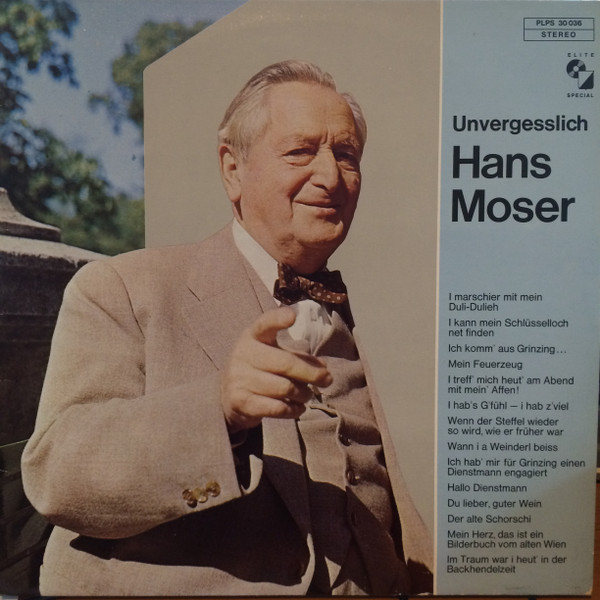 PLPS 30 036
STEREO
ELITE
SPECIAL
Unvergesslich
Hans
Moser
I marschier mit mein
Duli-Dulieh
I kann mein Schlüsselloch
net finden
Ich komm' aus Grinzing...
Mein Feuerzeug
I treff' mich heut' am Abend
mit mein' Affen!
I hab's G'fühl – i hab z'viel
Wenn der Steffel wieder
so wird, wie er früher war
Wann i a Weinderl beiss
Ich hab' mir für Grinzing einen
Dienstmann engagiert
Hallo Dienstmann
Du lieber, guter Wein
Der alte Schorschi
Mein Herz, das ist ein
Bilderbuch vom alten Wien
Im Traum war i heut' in der
Backhendelzeit